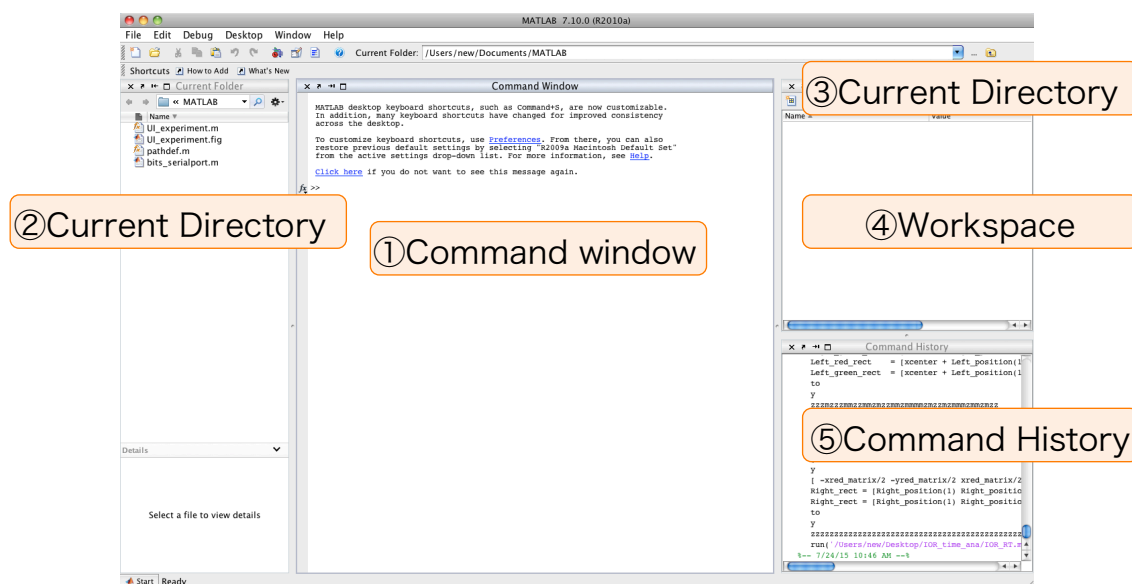 MATLAB 7.10.0 (R2010a)
File Edit Debug Desktop Window Help
Current Folder: /Users/new/Documents/MATLAB
Shortcuts How to Add What's New
Current Folder
« MATLAB
Name
UI_experiment.m
UI_experiment.fig
pathdef.m
bits_serialport.m
②Current Directory
Details
Select a file to view details
Start Ready
Command Window
MATLAB desktop keyboard shortcuts, such as Command+S, are now customizable.
In addition, many keyboard shortcuts have changed for improved consistency
across the desktop.
To customize keyboard shortcuts, use Preferences. From there, you can also
restore previous default settings by selecting "R2009a Macintosh Default Set"
from the active settings drop-down list. For more information, see Help.
Click here if you do not want to see this message again.
fx >>
①Command window
③Current Directory
Name Value
④Workspace
Command History
Left_red_rect = [xcenter + Left_position(1
Left_green_rect = [xcenter + Left_position(1
to
y
⑤Command History
y
[ -xred_matrix/2 -yred_matrix/2 xred_matrix/2
Right_rect = [Right_position(1) Right_positio
Right_rect = [Right_position(1) Right_positio
to
y
run('/Users/new/Desktop/IOR_time_ana/IOR_RT.m
%-- 7/24/15 10:46 AM --%